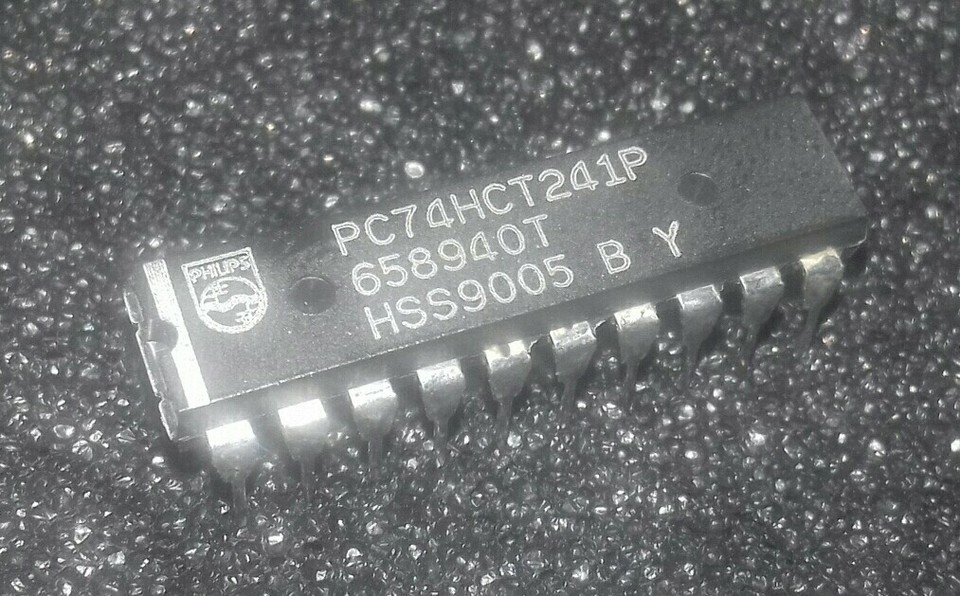 PHILIPS
PC74HCT241P
658940T
HSS9005 B Y